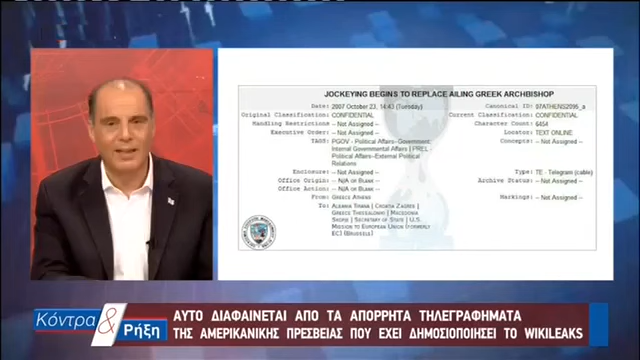 JOCKEYING BEGINS TO REPLACE AILING GREEK ARCHBISHOP
Date: 2007 October 23, 14:43 (Tuesday) Canonical ID: 07ATHENS2095_a
Original Classification: CONFIDENTIAL Current Classification: CONFIDENTIAL
Handling Restrictions -- Not Assigned -- Character Count: 6454
Executive Order: -- Not Assigned -- Locator: TEXT ONLINE
TAGS: PGOV - Political Affairs--Government; Concepts: -- Not Assigned --
Internal Governmental Affairs | PREL -
Political Affairs--External Political
Relations
Enclosure: -- Not Assigned -- Type: TE - Telegram (cable)
Office Origin: -- N/A or Blank -- Archive Status: -- Not Assigned --
Office Action: -- N/A or Blank --
From: Greece Athens Markings: -- Not Assigned --
To: Albania Tirana | Croatia Zagreb |
Greece Thessaloniki | Macedonia
Skopje | Secretary of State | U.S.
Mission to European Union (formerly
EC) (Brussels)
Κόντρα & Ρήξη
ΑΥΤΟ ΔΙΑΦΑΙΝΕΤΑΙ ΑΠΟ ΤΑ ΑΠΟΡΡΗΤΑ ΤΗΛΕΓΡΑΦΗΜΑΤΑ
ΤΗΣ ΑΜΕΡΙΚΑΝΙΚΗΣ ΠΡΕΣΒΕΙΑΣ ΠΟΥ ΕΧΕΙ ΔΗΜΟΣΙΟΠΟΙΗΣΕΙ ΤΟ WIKILEAKS